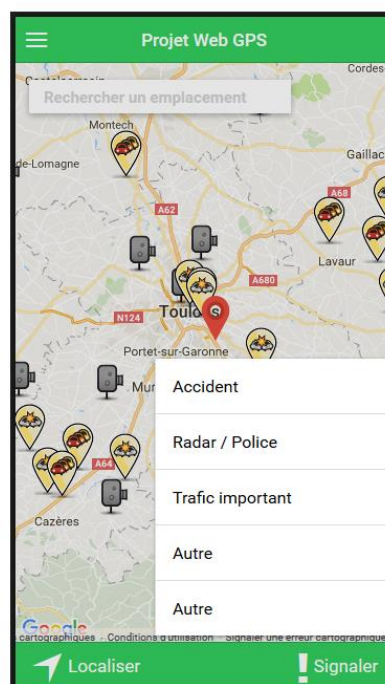 Projet Web GPS
Cordes
Rechercher un emplacement
Montech
de-Lomagne
Gaillac
A68
A62
Lavaur
A680
N124
Portet-sur-Garonne
Mur
Accident
Radar / Police
A64
Trafic important
Cazères
Autre
Autre
Google
cartographiques - Conditions d'utilisation - Signaler une erreur cartographique
Localiser
Signaler